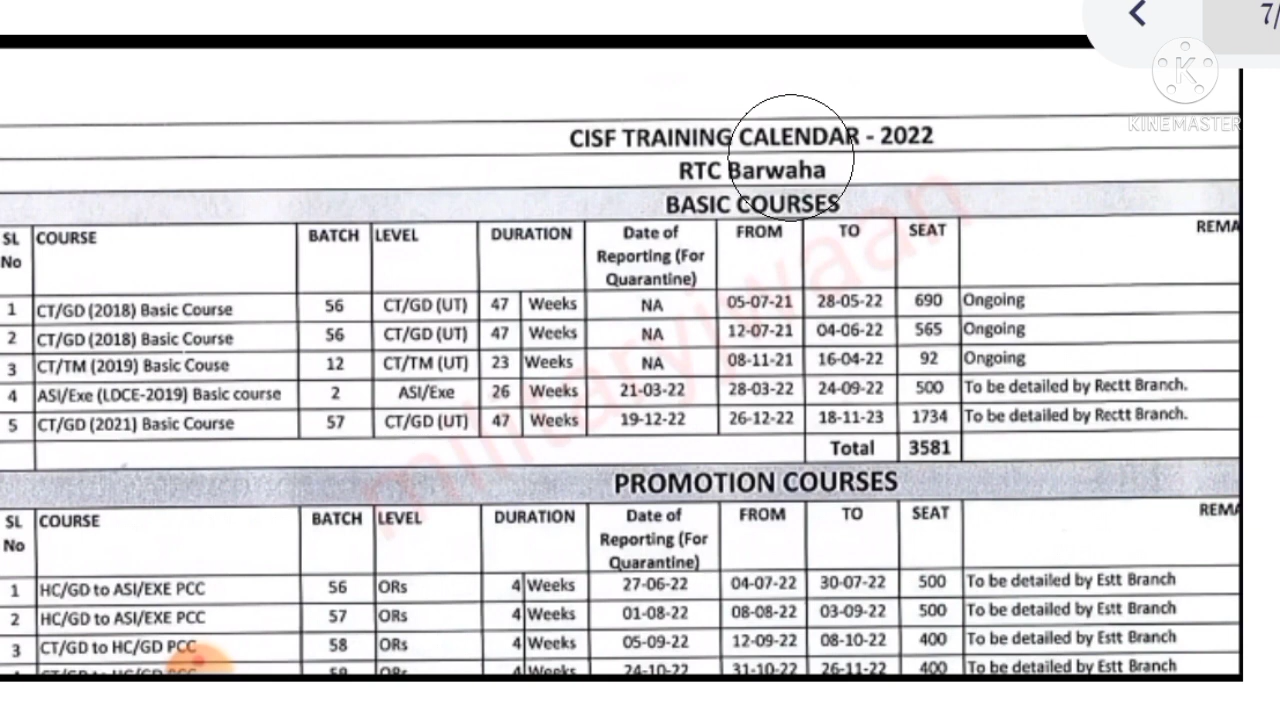 7/
K
KINEMASTER
CISF TRAINING CALENDAR - 2022
RTC Barwaha
BASIC COURSES
SL No COURSE BATCH LEVEL DURATION Date of Reporting (For Quarantine) FROM TO SEAT REMA
1 CT/GD (2018) Basic Course 56 CT/GD (UT) 47 Weeks NA 05-07-21 28-05-22 690 Ongoing
2 CT/GD (2018) Basic Course 56 CT/GD (UT) 47 Weeks NA 12-07-21 04-06-22 565 Ongoing
3 CT/TM (2019) Basic Couse 12 CT/TM (UT) 23 Weeks NA 08-11-21 16-04-22 92 Ongoing
4 ASI/Exe (LDCE-2019) Basic course 2 ASI/Exe 26 Weeks 21-03-22 28-03-22 24-09-22 500 To be detailed by Rectt Branch.
5 CT/GD (2021) Basic Course 57 CT/GD (UT) 47 Weeks 19-12-22 26-12-22 18-11-23 1734 To be detailed by Rectt Branch.
Total 3581
militaryjwaan
PROMOTION COURSES
SL No COURSE BATCH LEVEL DURATION Date of Reporting (For Quarantine) FROM TO SEAT REMA
1 HC/GD to ASI/EXE PCC 56 ORs 4 Weeks 27-06-22 04-07-22 30-07-22 500 To be detailed by Estt Branch
2 HC/GD to ASI/EXE PCC 57 ORs 4 Weeks 01-08-22 08-08-22 03-09-22 500 To be detailed by Estt Branch
3 CT/GD to HC/GD PCC 58 ORs 4 Weeks 05-09-22 12-09-22 08-10-22 400 To be detailed by Estt Branch
CT/GD to HC/GD PCC 59 ORs 4 Weeks 24-10-22 31-10-22 26-11-22 400 To be detailed by Estt Branch